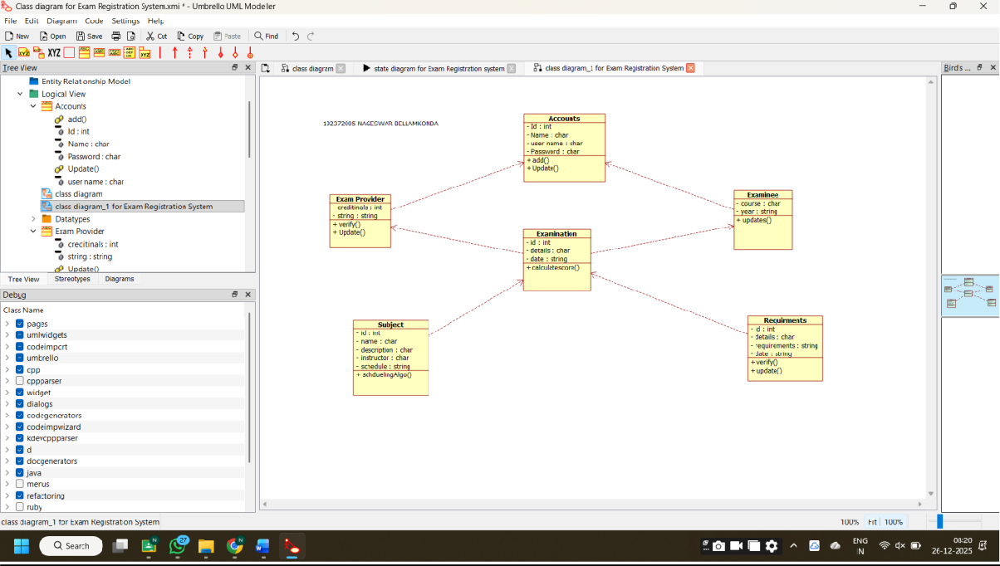 Class diagram for Exam Registration System.xmi * - Umbrello UML Modeller
File Edit Diagram Code Settings Help
New Open Save Cut Copy Paste Find
XYZ
Tree View
Entity Relationship Model
Logical View
Accounts
add()
Id : int
Name : char
Password : char
Update()
user name : char
class diagram
class diagram_1 for Exam Registration System
Datatypes
Exam Provider
crecitinals : int
string : string
Update()
Tree View Stereotypes Diagrams
Debug
Class Name
pages
umlwidgets
codeimport
umbrello
cpp
cppparser
widget
dialogs
codegenerators
codeimpwizard
kdevcppparser
d
docgenerators
java
menus
refactoring
ruby
class diagram state diagram for Exam Registration system class diagram_1 for Exam Registration System
Bird's ...
192372005 NAGESWAR BELLAMKONDA
Accounts
- Id : int
- Name : char
- user name : char
- Password : char
+ add()
+ Update()
Exam Provider
creditinals : int
- string : string
+ verify()
+ Update()
Examinee
- course : char
- year : string
+ updates()
Examination
- id : int
- details : char
- date : string
+ calculatescore()
Subject
- id : int
- name : char
- description : char
- instructor : char
- schedule : string
+ schduelingAlgo()
Requirments
- id : int
- details : char
- requirements : string
- date : string
+ verify()
+ update()
class diagram_1 for Exam Registration System
100% Fit 100%
Search
27
ENG
IN
08:20
26-12-2025